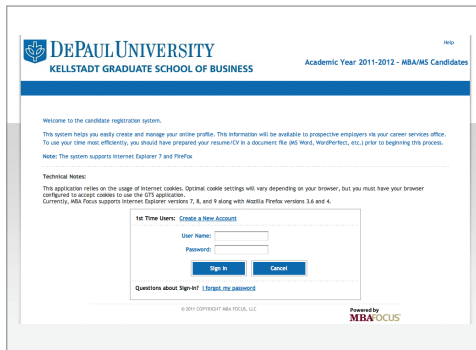 Help
DEPAUL UNIVERSITY
KELLSTADT GRADUATE SCHOOL OF BUSINESS
Academic Year 2011-2012 - MBA/MS Candidates
Welcome to the candidate registration system.
This system helps you easily create and manage your online profile. This information will be available to prospective employers via your career services office.
To use your time most efficiently, you should have prepared your resume/CV in a document file (MS Word, WordPerfect, etc.) prior to beginning this process.
Note: The system supports Internet Explorer 7 and FireFox
Technical Notes:
This application relies on the usage of Internet cookies. Optimal cookie settings will vary depending on your browser, but you must have your browser
configured to accept cookies to use the GTS application.
Currently, MBA Focus supports Internet Explorer versions 7, 8, and 9 along with Mozilla Firefox versions 3.6 and 4.
1st Time Users: Create a New Account
User Name:
Password:
Sign In Cancel
Questions about Sign-in? I forgot my password
© 2011 COPYRIGHT MBA FOCUS, LLC
Powered by
MBAFOCUS